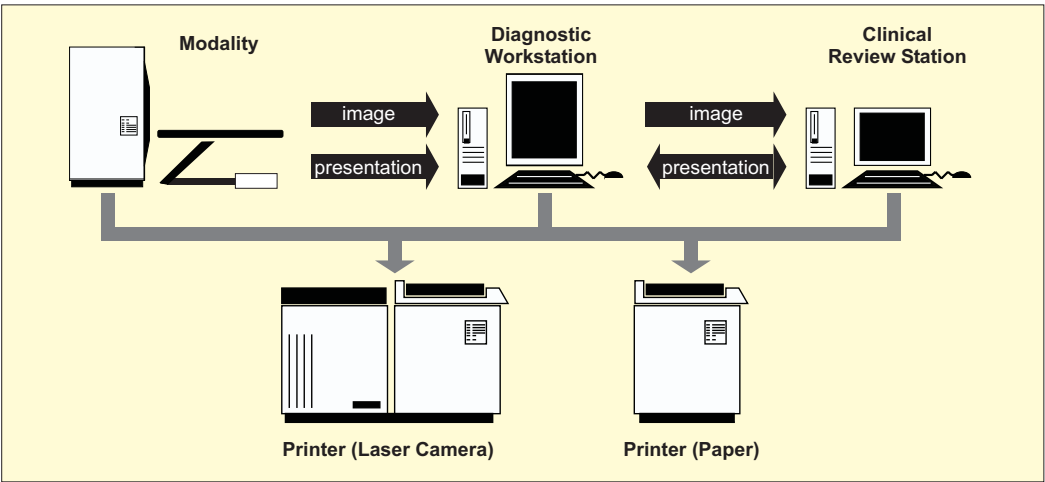 Modality
Diagnostic
Workstation
Clinical
Review Station
image
image
presentation
presentation
Printer (Laser Camera)
Printer (Paper)